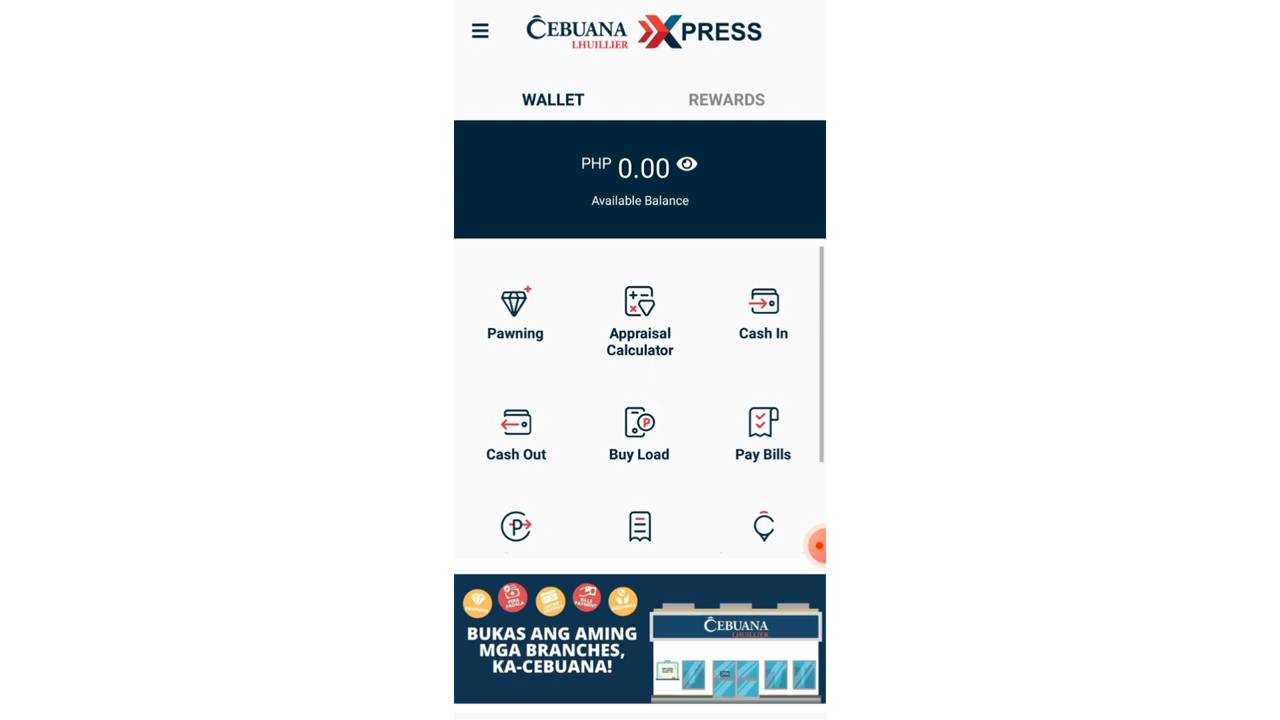 CEBUANA
LHUILLIER
XPRESS
WALLET REWARDS
PHP 0.00
Available Balance
Pawning
Appraisal
Calculator
Cash In
Cash Out
Buy Load
Pay Bills
BUKAS ANG AMING
MGA BRANCHES,
KA-CEBUANA!
CEBUANA
LHUILLIER